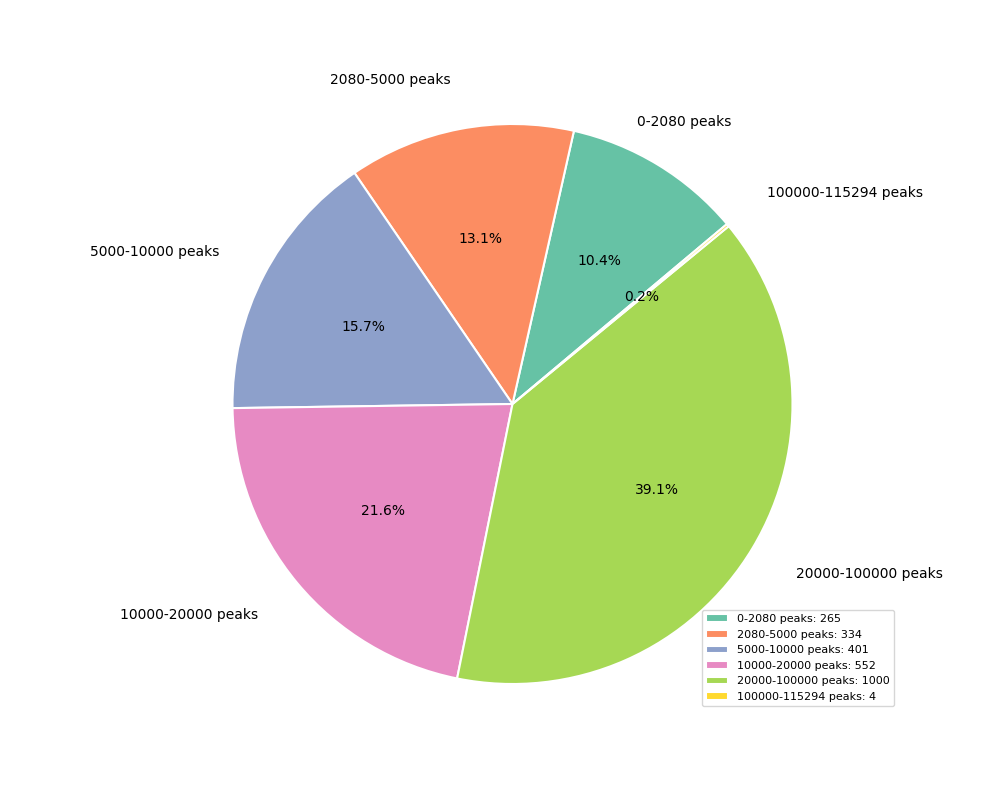 2080-5000 peaks
0-2080 peaks
100000-115294 peaks
13.1%
5000-10000 peaks
10.4%
0.2%
15.7%
39.1%
21.6%
20000-100000 peaks
10000-20000 peaks
0-2080 peaks: 265
2080-5000 peaks: 334
5000-10000 peaks: 401
10000-20000 peaks: 552
20000-100000 peaks: 1000
100000-115294 peaks: 4